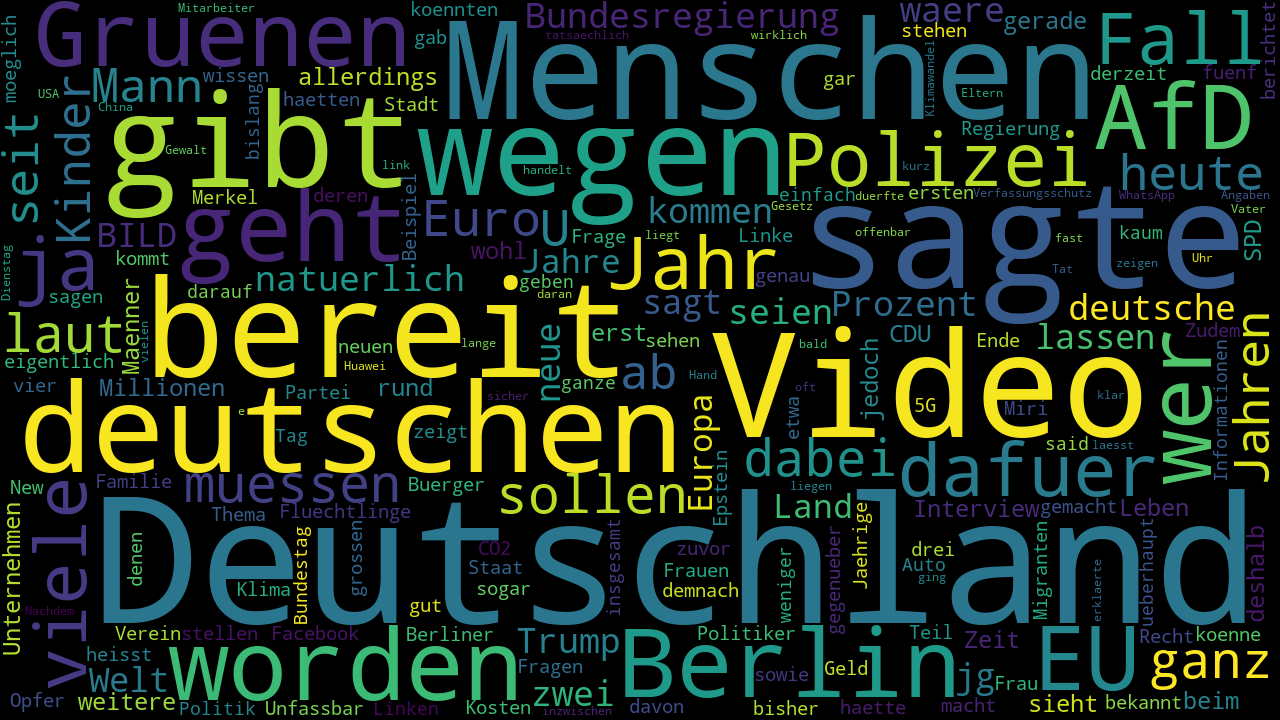 Mitarbeiter
koennten
Bundesregierung
waere
gerade
Gruenen
gab
tatsaechlich
wirklich
stehen
Fall
berichtet
moeglich
Mann
wissen
allerdings
Menschen
gar
Klimawandel
derzeit
fuenf
USA
China
haetten
Stadt
Eltern
AfD
seit
Kinder
gibt
bislang
wegen
Polizei
Regierung
heute
Gewalt
link
handelt
kurz
Merkel
deren
Beispiel
einfach
duerfte
ersten
Verfassungsschutz
WhatsApp
Angaben
geht
BILD
Euro
U
kommen
Gesetz
sagte
Vater
ja
Frage
liegt
Linke
offenbar
fast
kaum
SPD
Dienstag
kommt
wohl
Jahre
Jahr
genau
Tat
zeigen
Uhr
sagen
darauf
natuerlich
geben
daran
sagt
Prozent
deutsche
laut
Maenner
vielen
bereit
erst
seien
CDU
Ende
lassen
Zudem
eigentlich
neuen
lange
neue
sehen
Video
bald
wer
Jahren
vier
Millionen
Huawei
Partei
rund
ganze
ab
Hand
oft
jedoch
klar
Informationen
deutschen
e
sicher
Europa
etwa
5G
Miri
Tag
zeigt
dabei
said
laesst
New
viele
Familie
muessen
Buerger
sollen
Epstein
liegen
dafuer
Unternehmen
Thema
Fluechtlinge
Land
Interview
gemacht
Leben
Deutschland
denen
Bundestag
grossen
CO2
insgesamt
zuvor
weniger
gegenueber
Jaehrige
drei
Migranten
erklaerte
ueberhaupt
deshalb
Staat
Frauen
Auto
ging
Nachdem
Klima
gut
sogar
demnach
Verein
stellen
Facebook
Berliner
Trump
Berlin
Politiker
Teil
Zeit
EU
Recht
koenne
heisst
worden
Fragen
sowie
Geld
ganz
Welt
zwei
jg
Frau
Opfer
weitere
Politik
Unfassbar
Linken
Kosten
inzwischen
davon
bisher
haette
macht
sieht
bekannt
beim